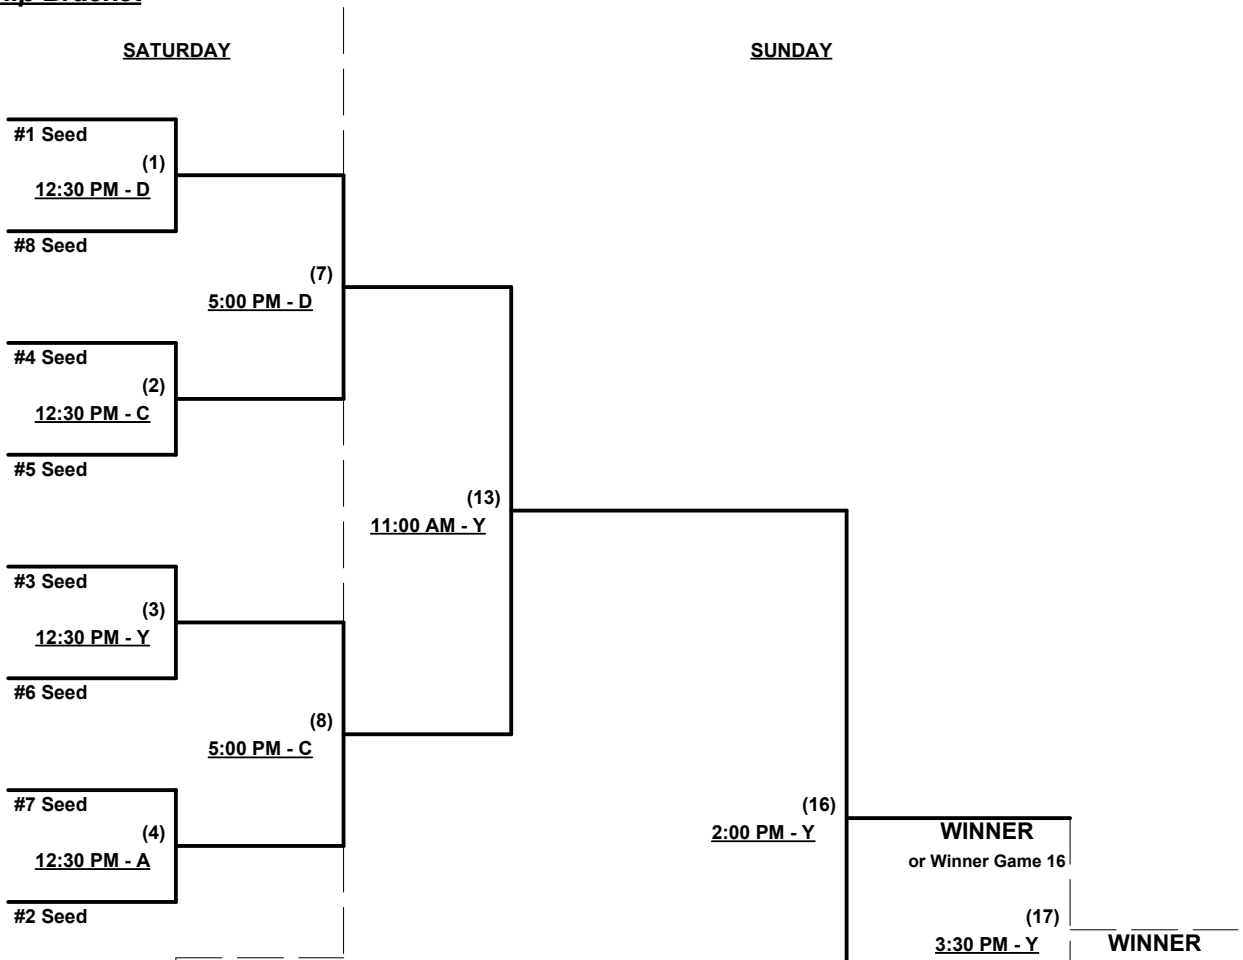 SATURDAY
SUNDAY
#1 Seed
(1)
12:30 PM - D
#8 Seed
(7)
5:00 PM - D
#4 Seed
(2)
12:30 PM - C
#5 Seed
(13)
11:00 AM - Y
#3 Seed
(3)
12:30 PM - Y
#6 Seed
(8)
5:00 PM - C
#7 Seed
(4)
12:30 PM - A
#2 Seed
(16)
2:00 PM - Y
WINNER
or Winner Game 16
(17)
3:30 PM - Y
WINNER